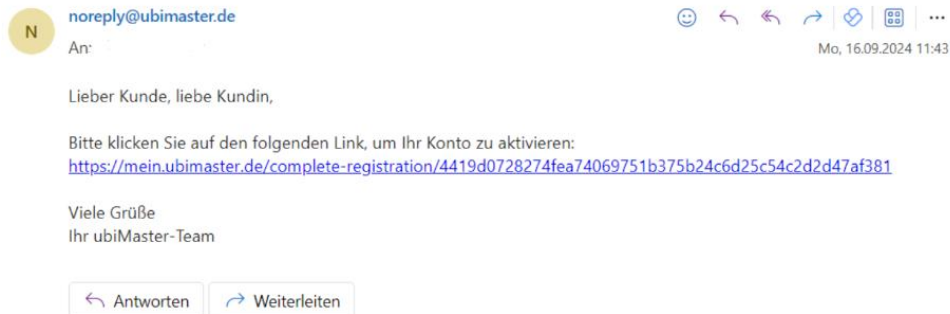 N
noreply@ubimaster.de
An:
Mo, 16.09.2024 11:43
Lieber Kunde, liebe Kundin,
Bitte klicken Sie auf den folgenden Link, um Ihr Konto zu aktivieren:
https://mein.ubimaster.de/complete-registration/4419d0728274fea74069751b375b24c6d25c54c2d2d47af381
Viele Grüße
Ihr ubiMaster-Team
Antworten Weiterleiten